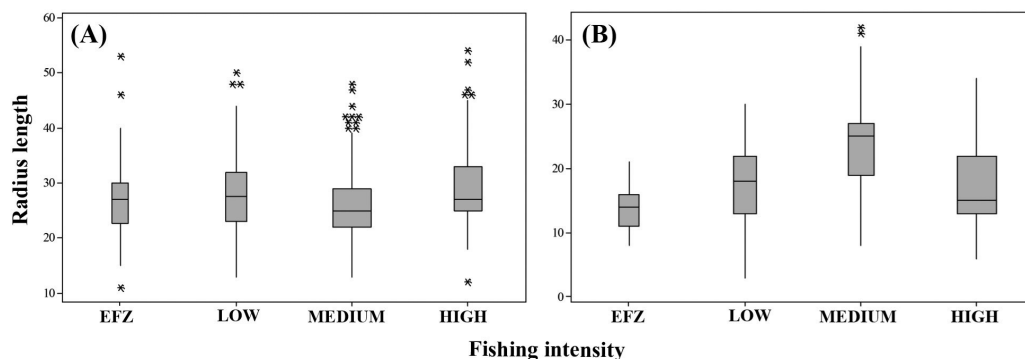 (A)
(B)
Radius length
60
50
40
30
20
10
40
30
20
10
0
EFZ LOW MEDIUM HIGH
EFZ LOW MEDIUM HIGH
Fishing intensity